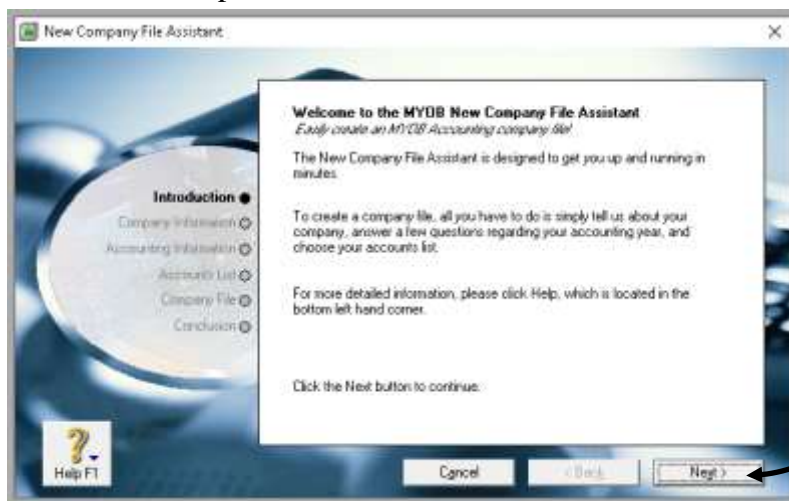 New Company File Assistant
Welcome to the MYOB New Company File Assistant
Easily create an MYOB Accounting company file!
The New Company File Assistant is designed to get you up and running in
minutes.
To create a company file, all you have to do is simply tell us about your
company, answer a few questions regarding your accounting year, and
choose your accounts list.
For more detailed information, please click Help, which is located in the
bottom left hand corner.
Click the Next button to continue.
Introduction
Company Information
Accounting Information
Accounts List
Company File
Conclusion
Help F1
Cancel
< Back
Next >